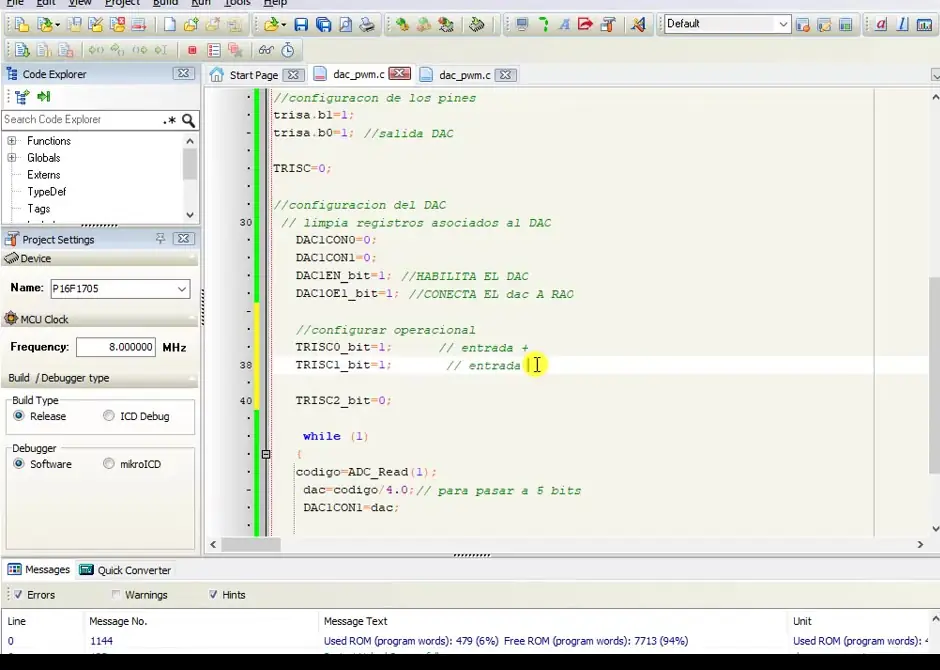 File Edit View Project Build Run Tools Help
Default
Code Explorer
Start Page
dac_pwm.c
dac_pwm.c
Search Code Explorer
Functions
Globals
Externs
TypeDef
Tags
Project Settings
Device
Name: P16F1705
MCU Clock
Frequency: 8.000000 MHz
Build / Debugger type
Build Type
Release
ICD Debug
Debugger
Software
mikroICD
//configuracon de los pines
trisa.b1=1;
trisa.b0=1; //salida DAC
TRISC=0;
//configuracion del DAC
30 // limpia registros asociados al DAC
DAC1CON0=0;
DAC1CON1=0;
DAC1EN_bit=1; //HABILITA EL DAC
DAC1OE1_bit=1; //CONECTA EL dac A RAO
//configurar operacional
TRISC0_bit=1; // entrada +
38 TRISC1_bit=1; // entrada
40 TRISC2_bit=0;
while (1)
{
codigo=ADC_Read(1);
dac=codigo/4.0;// para pasar a 5 bits
DAC1CON1=dac;
Messages
Quick Converter
Errors
Warnings
Hints
Line
Message No.
Message Text
Unit
0
1144
Used ROM (program words): 479 (6%) Free ROM (program words): 7713 (94%)
Used ROM (program words): 4